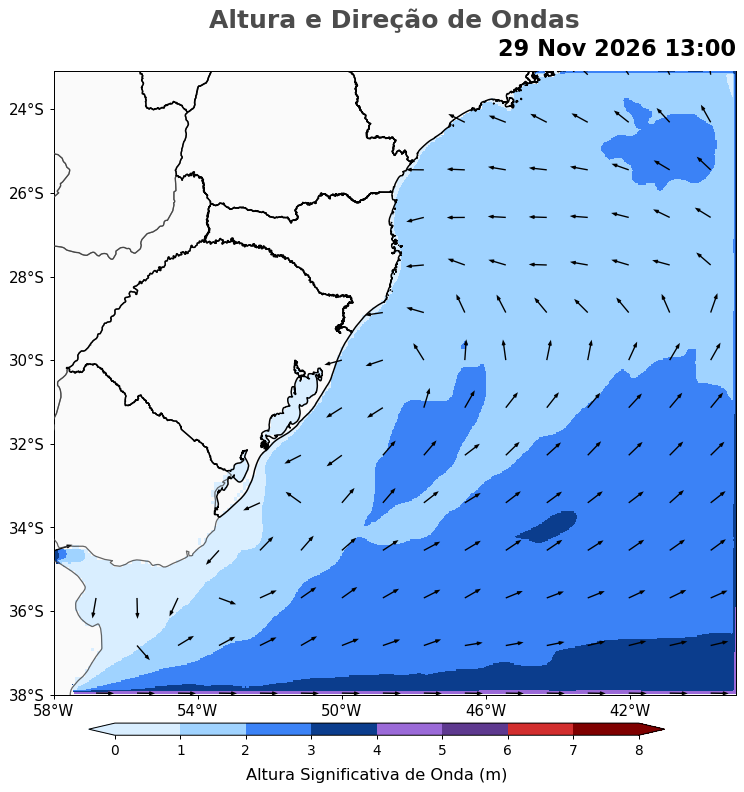 Altura e Direção de Ondas
29 Nov 2026 13:00
24°S
26°S
28°S
30°S
32°S
34°S
36°S
38°S
58°W 54°W 50°W 46°W 42°W
0 1 2 3 4 5 6 7 8
Altura Significativa de Onda (m)